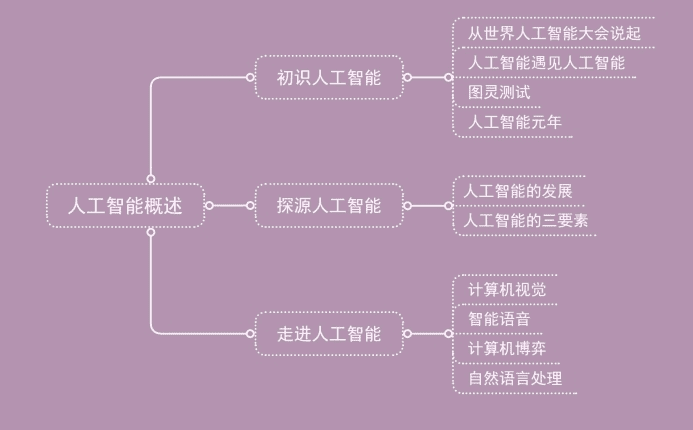 人工智能概述
初识人工智能
从世界人工智能大会说起
人工智能遇见人工智能
图灵测试
人工智能元年
探源人工智能
人工智能的发展
人工智能的三要素
走进人工智能
计算机视觉
智能语音
计算机博弈
自然语言处理